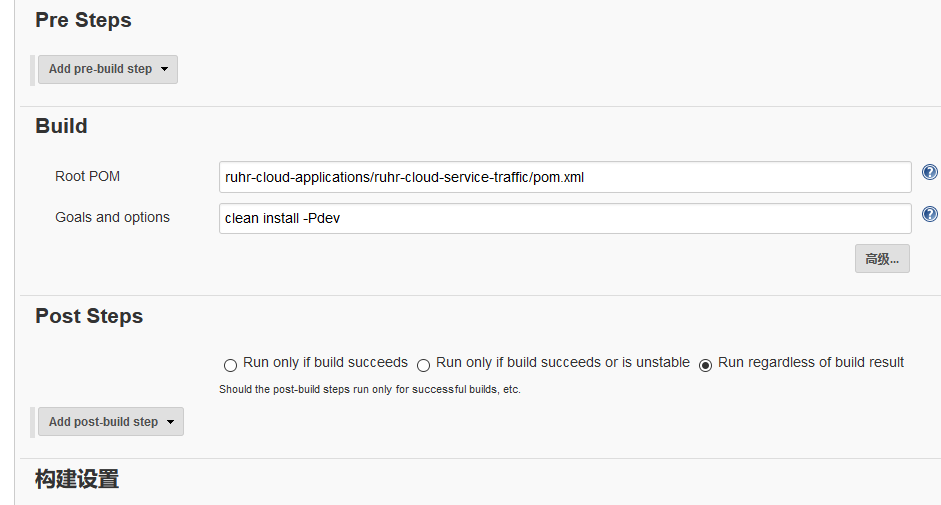 Pre Steps
Add pre-build step
Build
Root POM
ruhr-cloud-applications/ruhr-cloud-service-traffic/pom.xml
Goals and options
clean install -Pdev
高级...
Post Steps
Run only if build succeeds Run only if build succeeds or is unstable Run regardless of build result
Should the post-build steps run only for successful builds, etc.
Add post-build step
构建设置